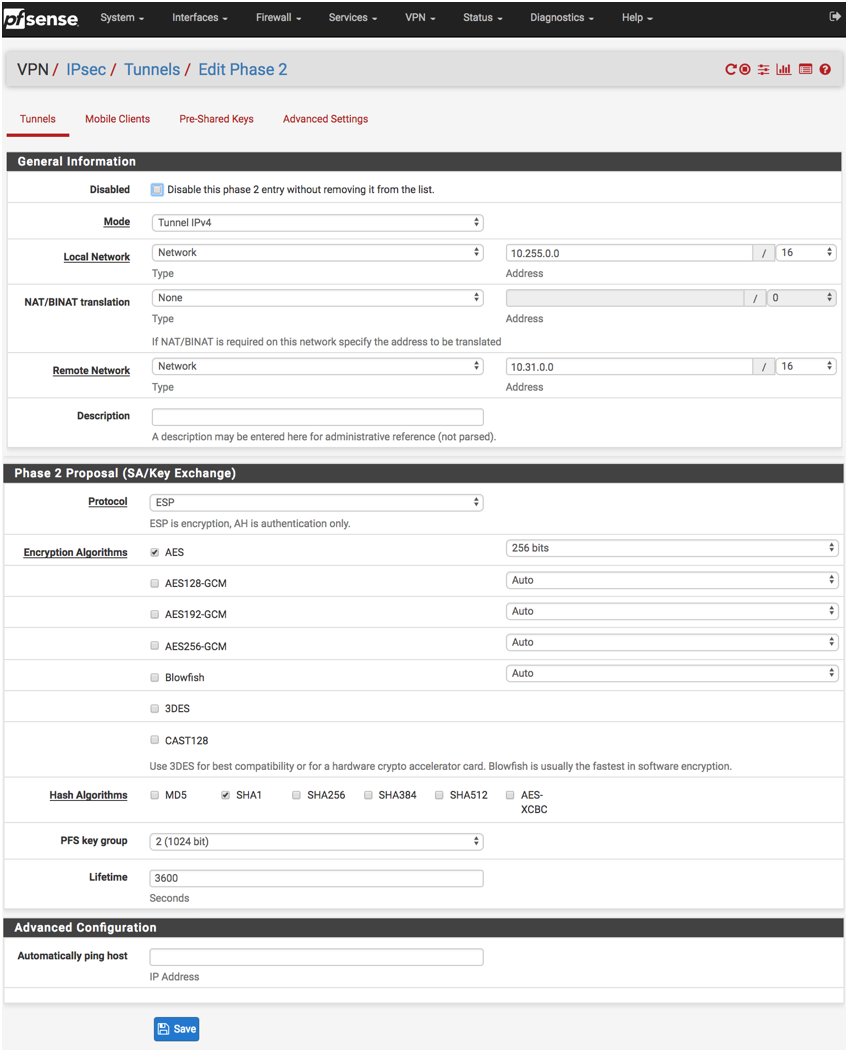 pfsense System Interfaces Firewall Services VPN Status Diagnostics Help
VPN / IPsec / Tunnels / Edit Phase 2
Tunnels Mobile Clients Pre-Shared Keys Advanced Settings
General Information
Disabled Disable this phase 2 entry without removing it from the list.
Mode Tunnel IPv4
Local Network Network 10.255.0.0 / 16
Type Address
NAT/BINAT translation None / 0
Type Address
If NAT/BINAT is required on this network specify the address to be translated
Remote Network Network 10.31.0.0 / 16
Type Address
Description
A description may be entered here for administrative reference (not parsed).
Phase 2 Proposal (SA/Key Exchange)
Protocol ESP
ESP is encryption, AH is authentication only.
Encryption Algorithms AES 256 bits
AES128-GCM Auto
AES192-GCM Auto
AES256-GCM Auto
Blowfish Auto
3DES
CAST128
Use 3DES for best compatibility or for a hardware crypto accelerator card. Blowfish is usually the fastest in software encryption.
Hash Algorithms MD5 SHA1 SHA256 SHA384 SHA512 AES-
XCBC
PFS key group 2 (1024 bit)
Lifetime 3600
Seconds
Advanced Configuration
Automatically ping host
IP Address
Save